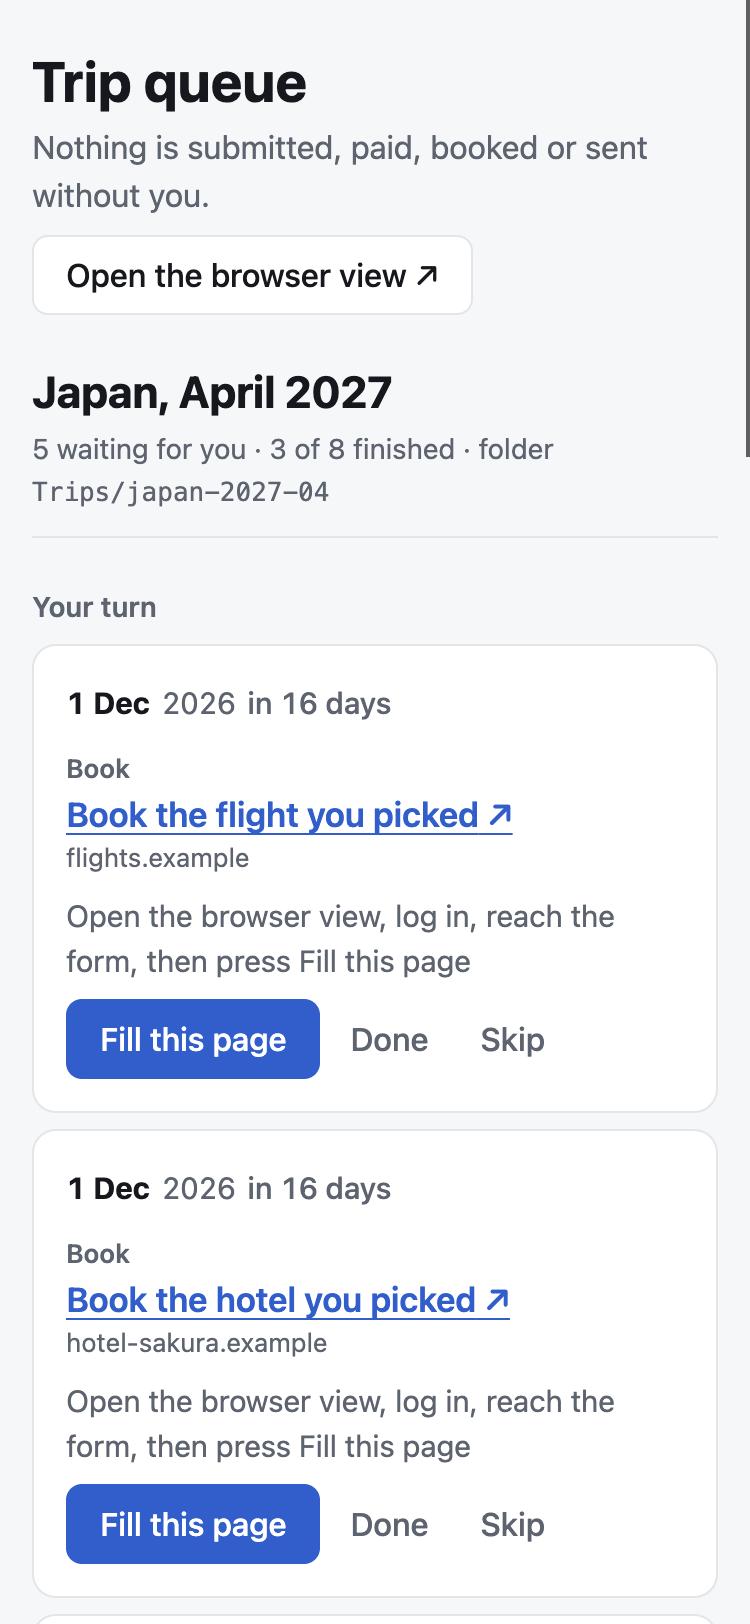 Trip queue
Nothing is submitted, paid, booked or sent
without you.
Open the browser view ↗
Japan, April 2027
5 waiting for you · 3 of 8 finished · folder
Trips/japan-2027-04
Your turn
1 Dec 2026 in 16 days
Book
Book the flight you picked ↗
flights.example
Open the browser view, log in, reach the
form, then press Fill this page
Fill this page Done Skip
1 Dec 2026 in 16 days
Book
Book the hotel you picked ↗
hotel-sakura.example
Open the browser view, log in, reach the
form, then press Fill this page
Fill this page Done Skip